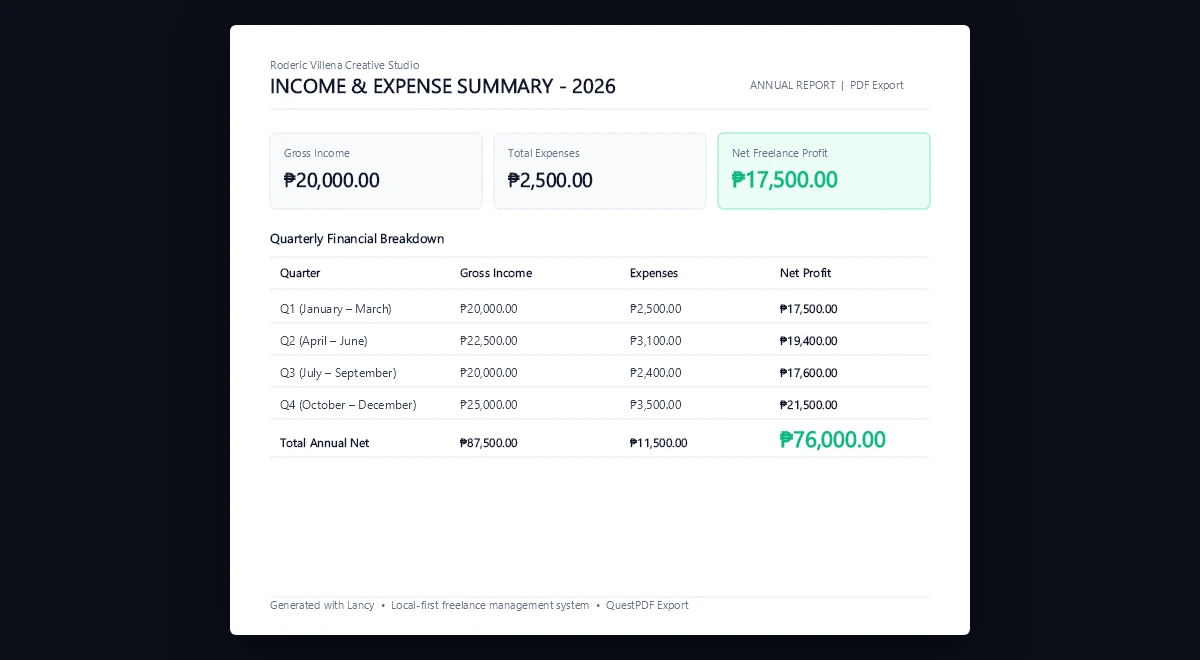 Roderic Villena Creative Studio
INCOME & EXPENSE SUMMARY - 2026
ANNUAL REPORT | PDF Export
Gross Income
₱20,000.00
Total Expenses
₱2,500.00
Net Freelance Profit
₱17,500.00
Quarterly Financial Breakdown
Quarter Gross Income Expenses Net Profit
Q1 (January – March) ₱20,000.00 ₱2,500.00 ₱17,500.00
Q2 (April – June) ₱22,500.00 ₱3,100.00 ₱19,400.00
Q3 (July – September) ₱20,000.00 ₱2,400.00 ₱17,600.00
Q4 (October – December) ₱25,000.00 ₱3,500.00 ₱21,500.00
Total Annual Net ₱87,500.00 ₱11,500.00 ₱76,000.00
Generated with Lancy • Local-first freelance management system • QuestPDF Export